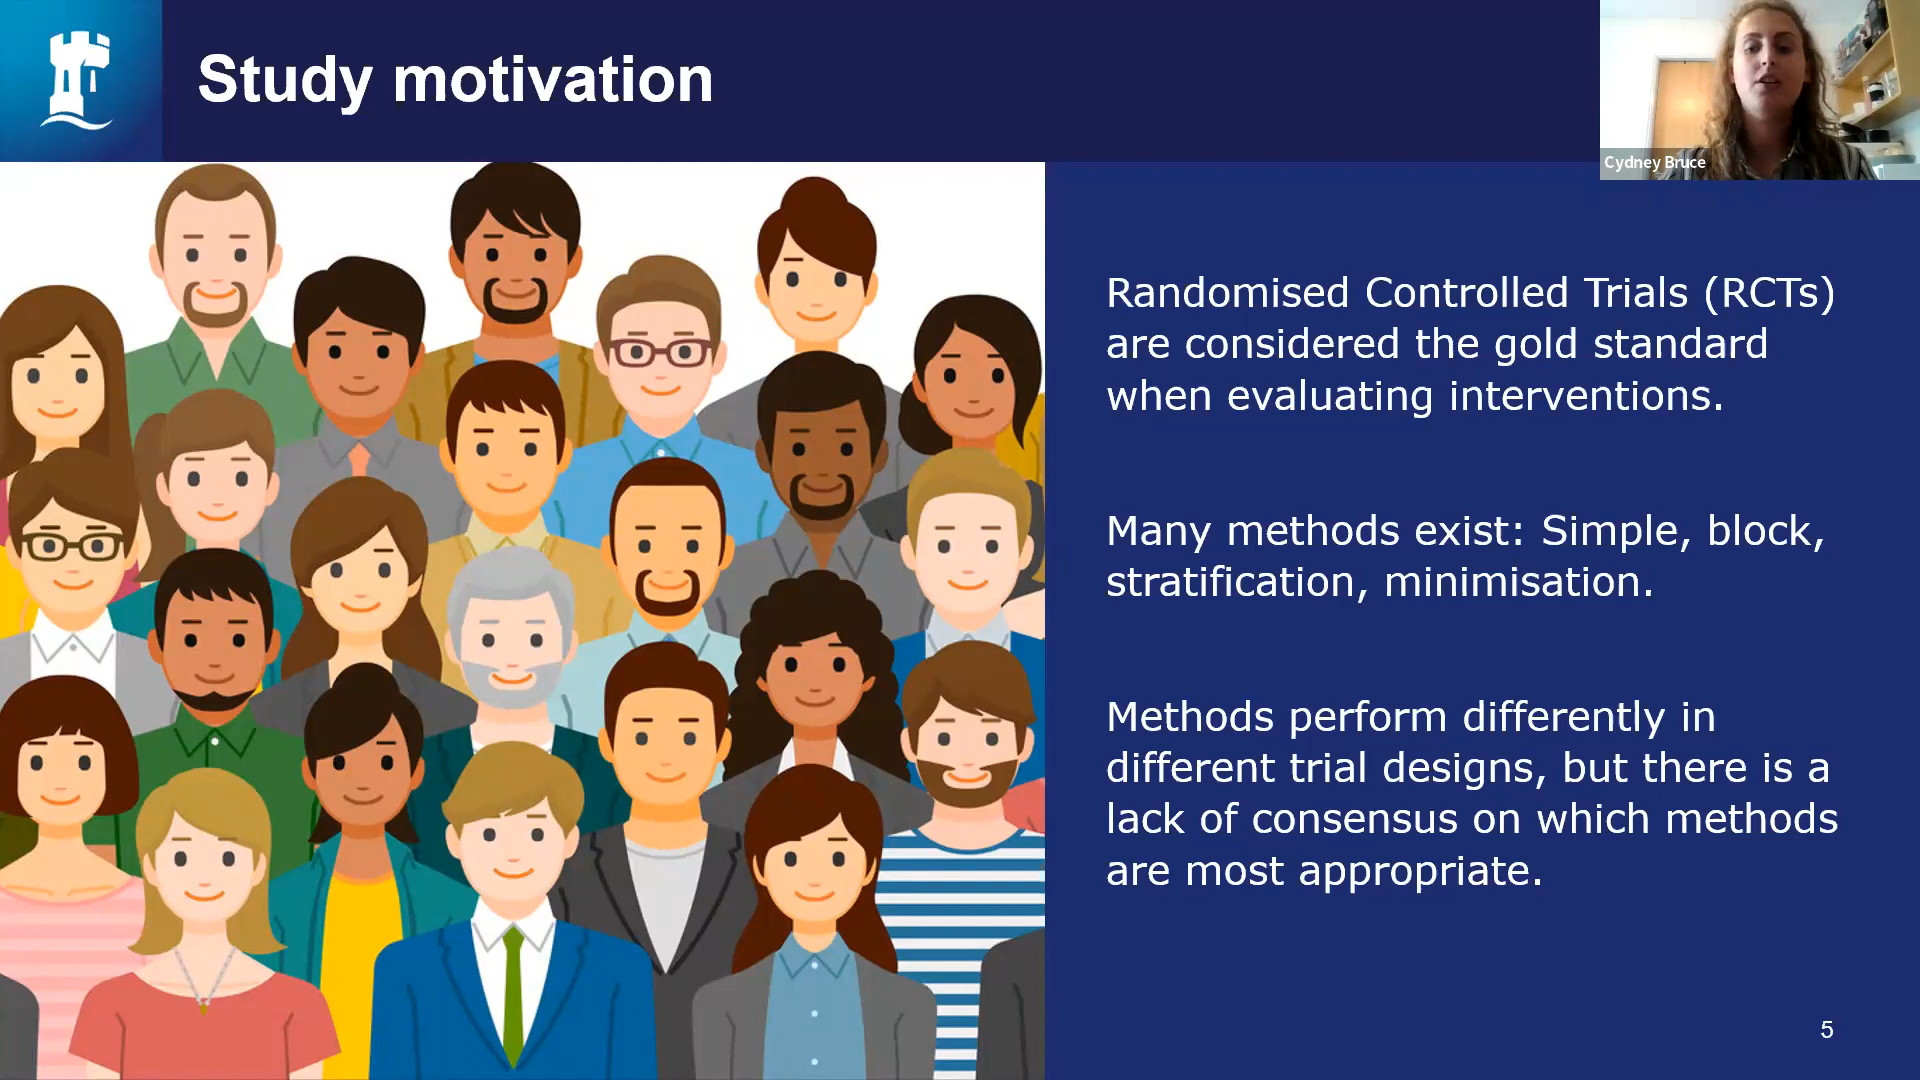 Study motivation
Cydney Bruce
Randomised Controlled Trials (RCTs)
are considered the gold standard
when evaluating interventions.
Many methods exist: Simple, block,
stratification, minimisation.
Methods perform differently in
different trial designs, but there is a
lack of consensus on which methods
are most appropriate.
5